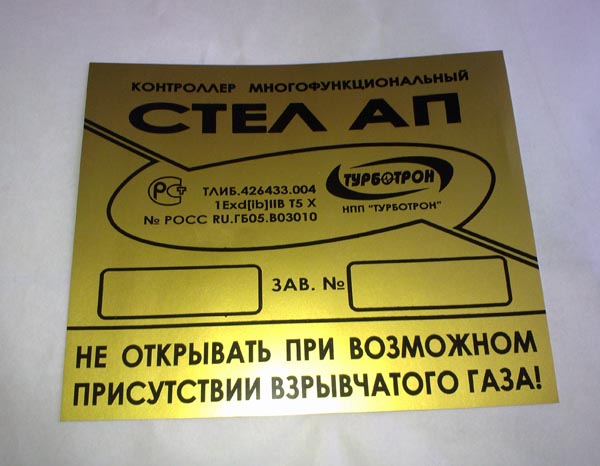 КОНТРОЛЛЕР МНОГОФУНКЦИОНАЛЬНЫЙ
СТЕЛ АП
РС
ТЛИБ.426433.004
1Exd[ib]IIB T5 X
№ РОСС RU.ГБ05.В03010
ТУРБОТРОН
НПП "ТУРБОТРОН"
ЗАВ. №
НЕ ОТКРЫВАТЬ ПРИ ВОЗМОЖНОМ
ПРИСУТСТВИИ ВЗРЫВЧАТОГО ГАЗА!